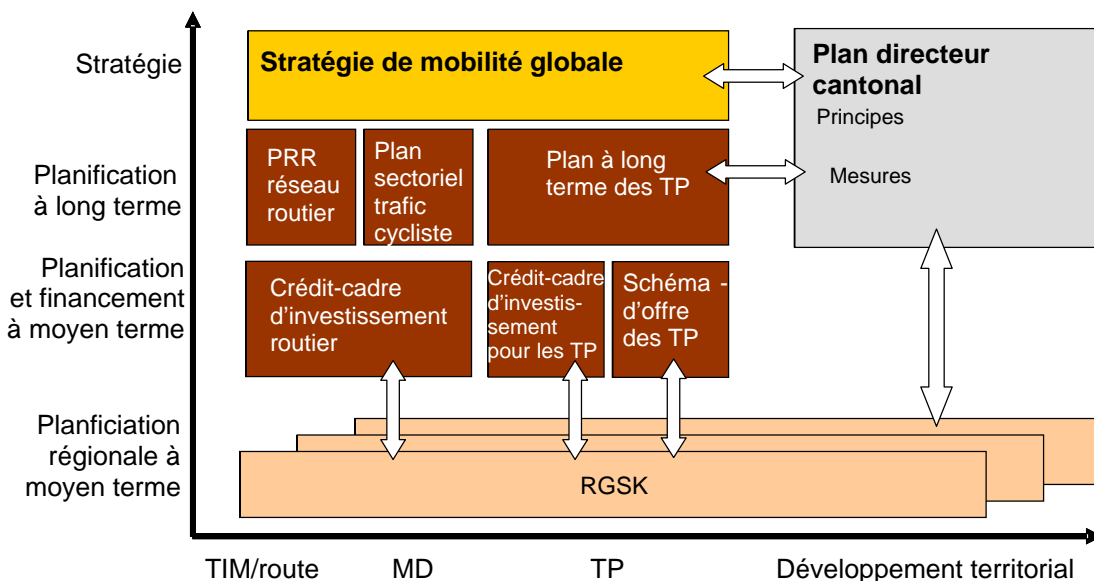 Stratégie
Stratégie de mobilité globale
Plan directeur
cantonal
Principes
Mesures
Planification
à long terme
PRR
réseau
routier
Plan
sectoriel
trafic
cycliste
Plan à long
terme des TP
Planification
et financement
à moyen terme
Crédit-cadre
d'investissement
routier
Crédit-cadre
d'investis-
sement
pour les TP
Schéma -
d'offre
des TP
Planficiation
régionale à
moyen terme
RGSK
TIM/route
MD
TP
Développement territorial